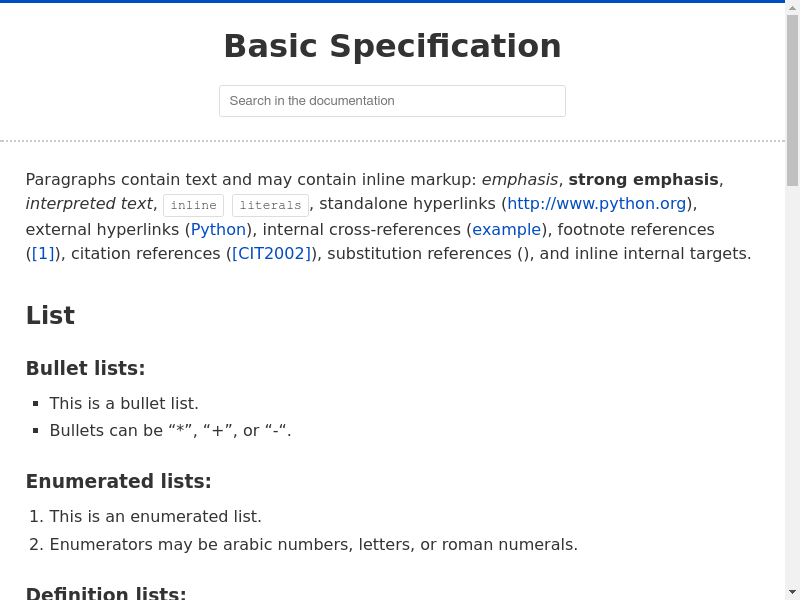 Basic Specification
Search in the documentation
Paragraphs contain text and may contain inline markup: emphasis, strong emphasis,
interpreted text, inline literals, standalone hyperlinks (http://www.python.org),
external hyperlinks (Python), internal cross-references (example), footnote references
([1]), citation references ([CIT2002]), substitution references (), and inline internal targets.
List
Bullet lists:
▪ This is a bullet list.
▪ Bullets can be “*”, “+”, or “-“.
Enumerated lists:
1. This is an enumerated list.
2. Enumerators may be arabic numbers, letters, or roman numerals.
Definition lists: